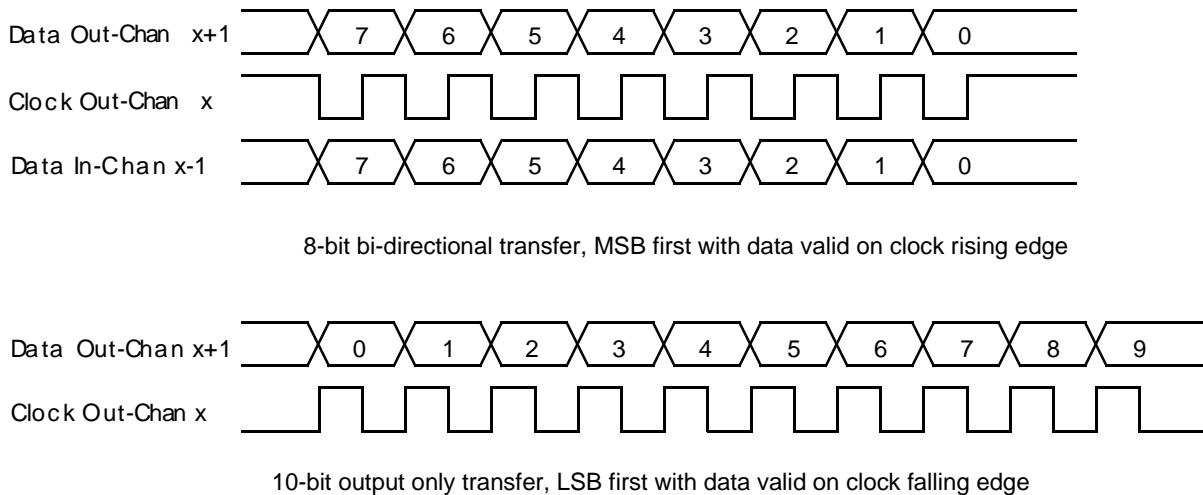 Data Out-Chan x+1 7 6 5 4 3 2 1 0
Clock Out-Chan x
Data In-Chan x-1 7 6 5 4 3 2 1 0
8-bit bi-directional transfer, MSB first with data valid on clock rising edge
Data Out-Chan x+1 0 1 2 3 4 5 6 7 8 9
Clock Out-Chan x
10-bit output only transfer, LSB first with data valid on clock falling edge